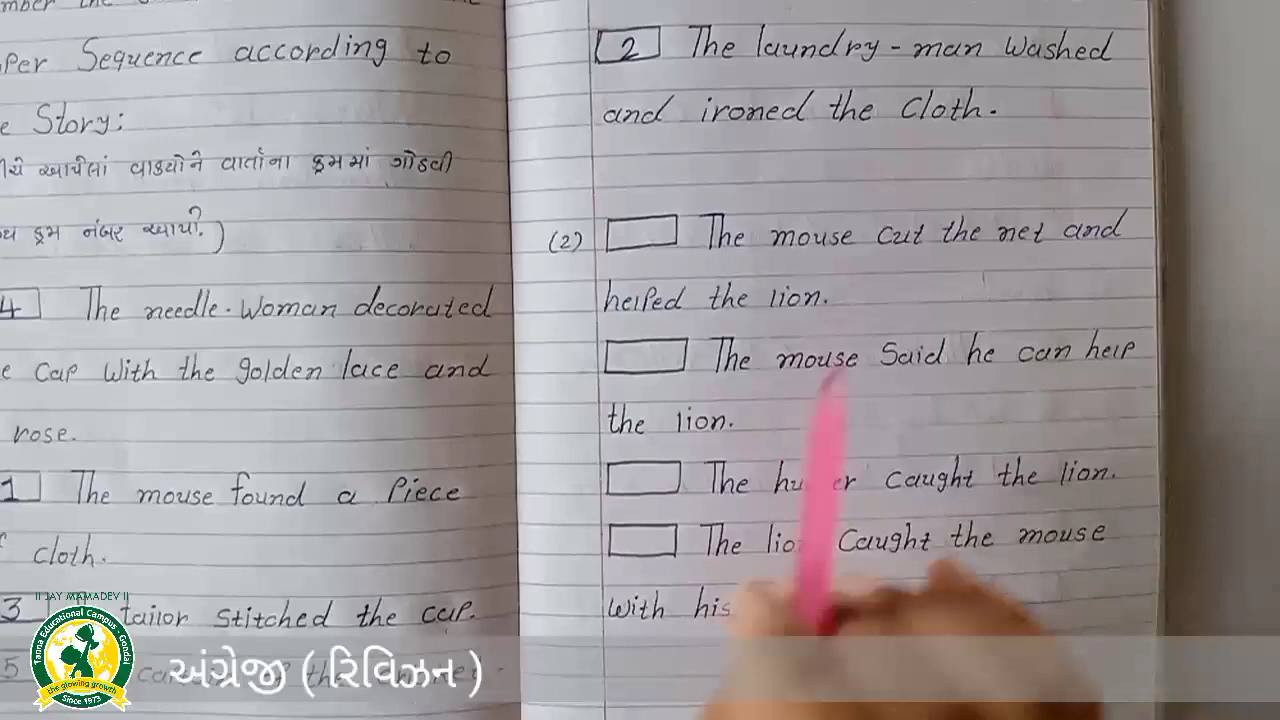 Per Sequence according to
Story:
આપેલાં વાક્યોને વાર્તાના ક્રમમાં ગોઠવી
ક્રમ નંબર આપો.)
4 The needle-woman decorated
cap with the golden lace and
rose.
1 The mouse found a Piece
cloth.
3 tailor stitched the cap.
5
2 The laundry-man washed
and ironed the Cloth.
(2) The mouse cut the net and
helped the lion.
The mouse Said he can help
the lion.
The caught the lion.
The caught the mouse
with his
|| JAY MAMADEV ||
Tanna Educational Campus - Gondal
the glowing growth
Since 1973
અંગ્રેજી ( રિવિઝન )